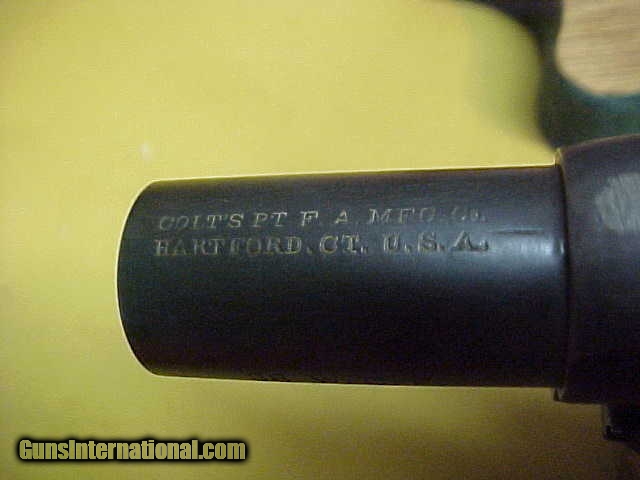 COLT'S PT. F. A. MFG. Co.
HARTFORD, CT. U. S. A.
GunsInternational.com